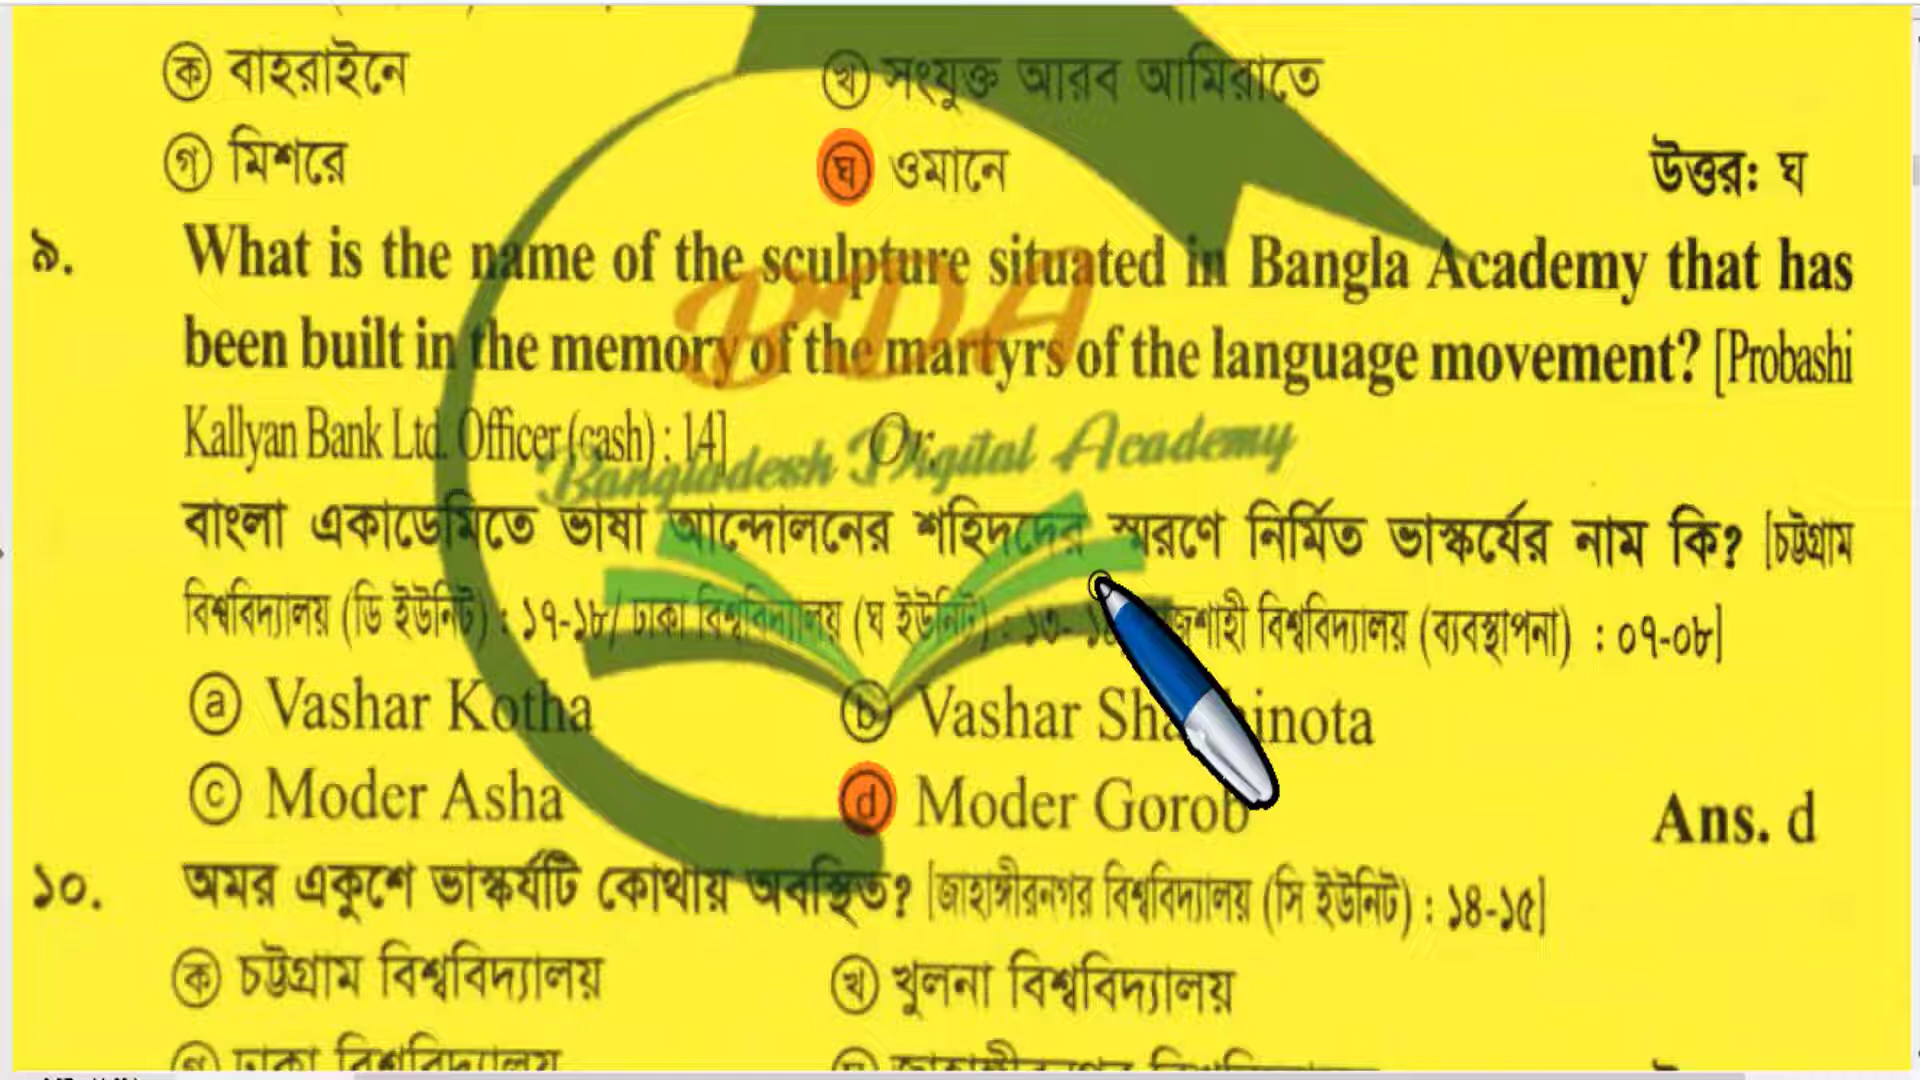 ক বাহরাইনে খ সংযুক্ত আরব আমিরাতে
গ মিশরে ঘ ওমানে উত্তর: ঘ
৯. What is the name of the sculpture situated in Bangla Academy that has
been built in the memory of the martyrs of the language movement? [Probashi
Kallyan Bank Ltd. Officer (cash) : 14] Or,
BDA
Bangladesh Digital Academy
বাংলা একাডেমিতে ভাষা আন্দোলনের শহিদদের স্মরণে নির্মিত ভাস্কর্যের নাম কি? [চট্টগ্রাম
বিশ্ববিদ্যালয় (ডি ইউনিট) : ১৭-১৮/ ঢাকা বিশ্ববিদ্যালয় (ঘ ইউনিট) : বিশ্ববিদ্যালয় (ব্যবস্থাপনা) : ০৭-০৮]
a Vashar Kotha b Vashar
c Moder Asha d Moder Gorob Ans. d
১০. অমর একুশে ভাস্কর্যটি কোথায় অবস্থিত? [জাহাঙ্গীরনগর বিশ্ববিদ্যালয় (সি ইউনিট) : ১৪-১৫]
ক চট্টগ্রাম বিশ্ববিদ্যালয় খ খুলনা বিশ্ববিদ্যালয়
গ ঢাকা বিশ্ববিদ্যালয়